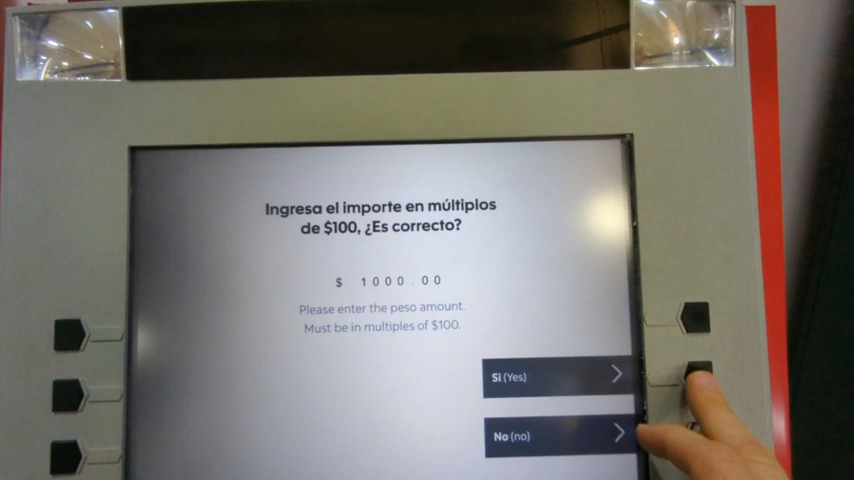 Ingresa el importe en múltiplos
de $100, ¿Es correcto?
$ 1000.00
Please enter the peso amount.
Must be in multiples of $100.
Si (Yes)
No (no)